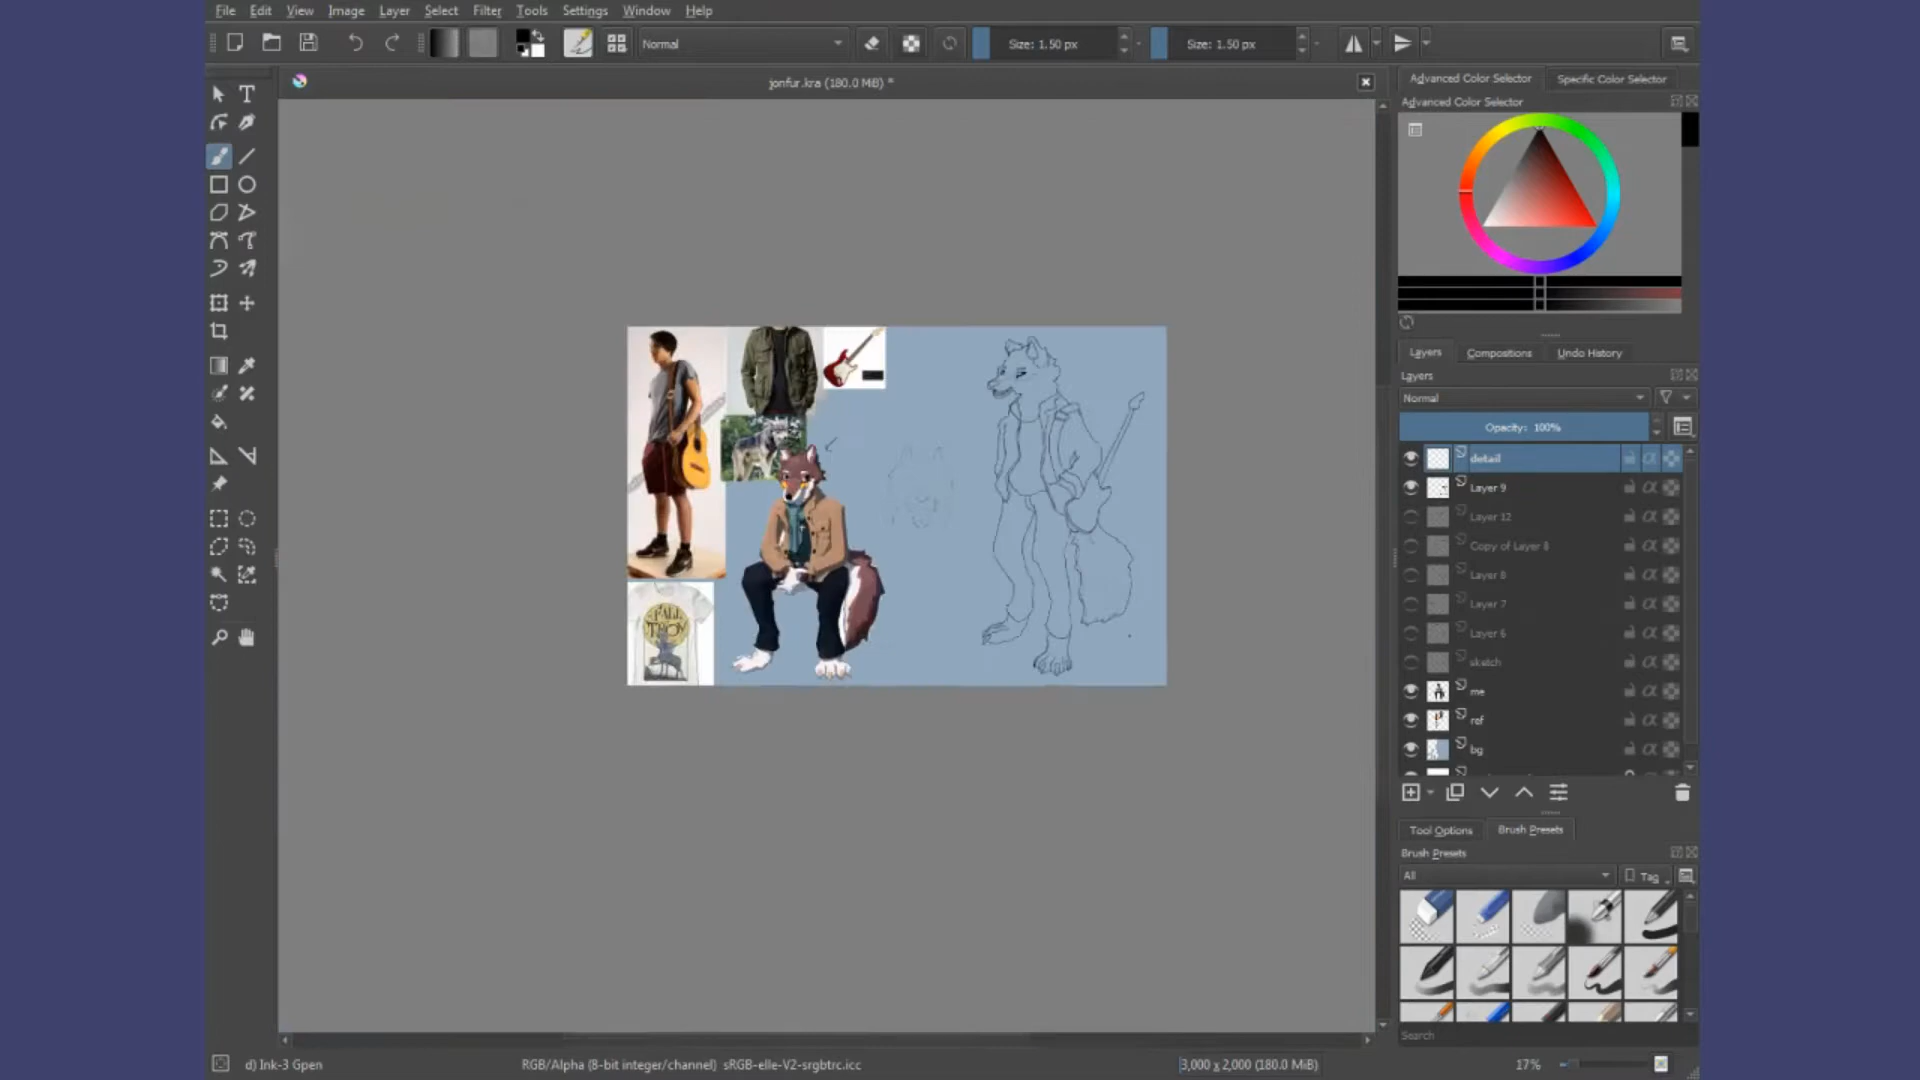 File Edit View Image Layer Select Filter Tools Settings Window Help
Normal
Size: 1.50 px
Size: 1.50 px
jonfur.kra (180.0 MiB) *
Advanced Color Selector
Specific Color Selector
Advanced Color Selector
Layers
Compositions
Undo History
Layers
Normal
Opacity: 100%
detail
Layer 9
Layer 12
Copy of Layer 8
Layer 8
Layer 7
Layer 6
skatch
me
ref
bg
Tool Options
Brush Presets
Brush Presets
All
Tag
Search
FALL
TROY
d) Ink-3 Gpen
RGB/Alpha (8-bit integer/channel) sRGB-elle-V2-srgbtrc.icc
3,000 x 2,000 (180.0 MiB)
17%